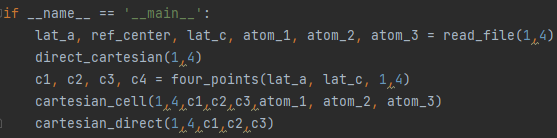 if __name__ == '__main__':
    lat_a, ref_center, lat_c, atom_1, atom_2, atom_3 = read_file(1,4)
    direct_cartesian(1,4)
    c1, c2, c3, c4 = four_points(lat_a, lat_c, 1,4)
    cartesian_cell(1,4,c1,c2,c3,atom_1, atom_2, atom_3)
    cartesian_direct(1,4,c1,c2,c3)